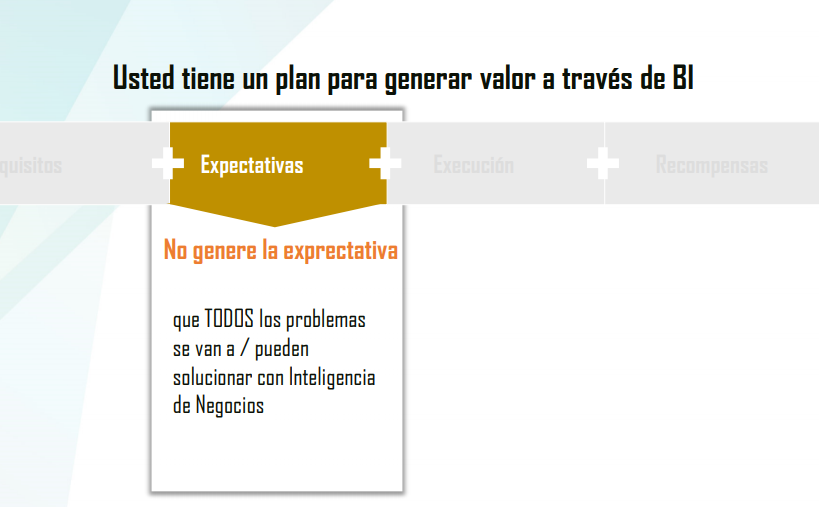 Usted tiene un plan para generar valor a través de BI
quisitos
Expectativas
Execución
Recompensas
No genere la exprectativa
que TODOS los problemas
se van a / pueden
solucionar con Inteligencia
de Negocios